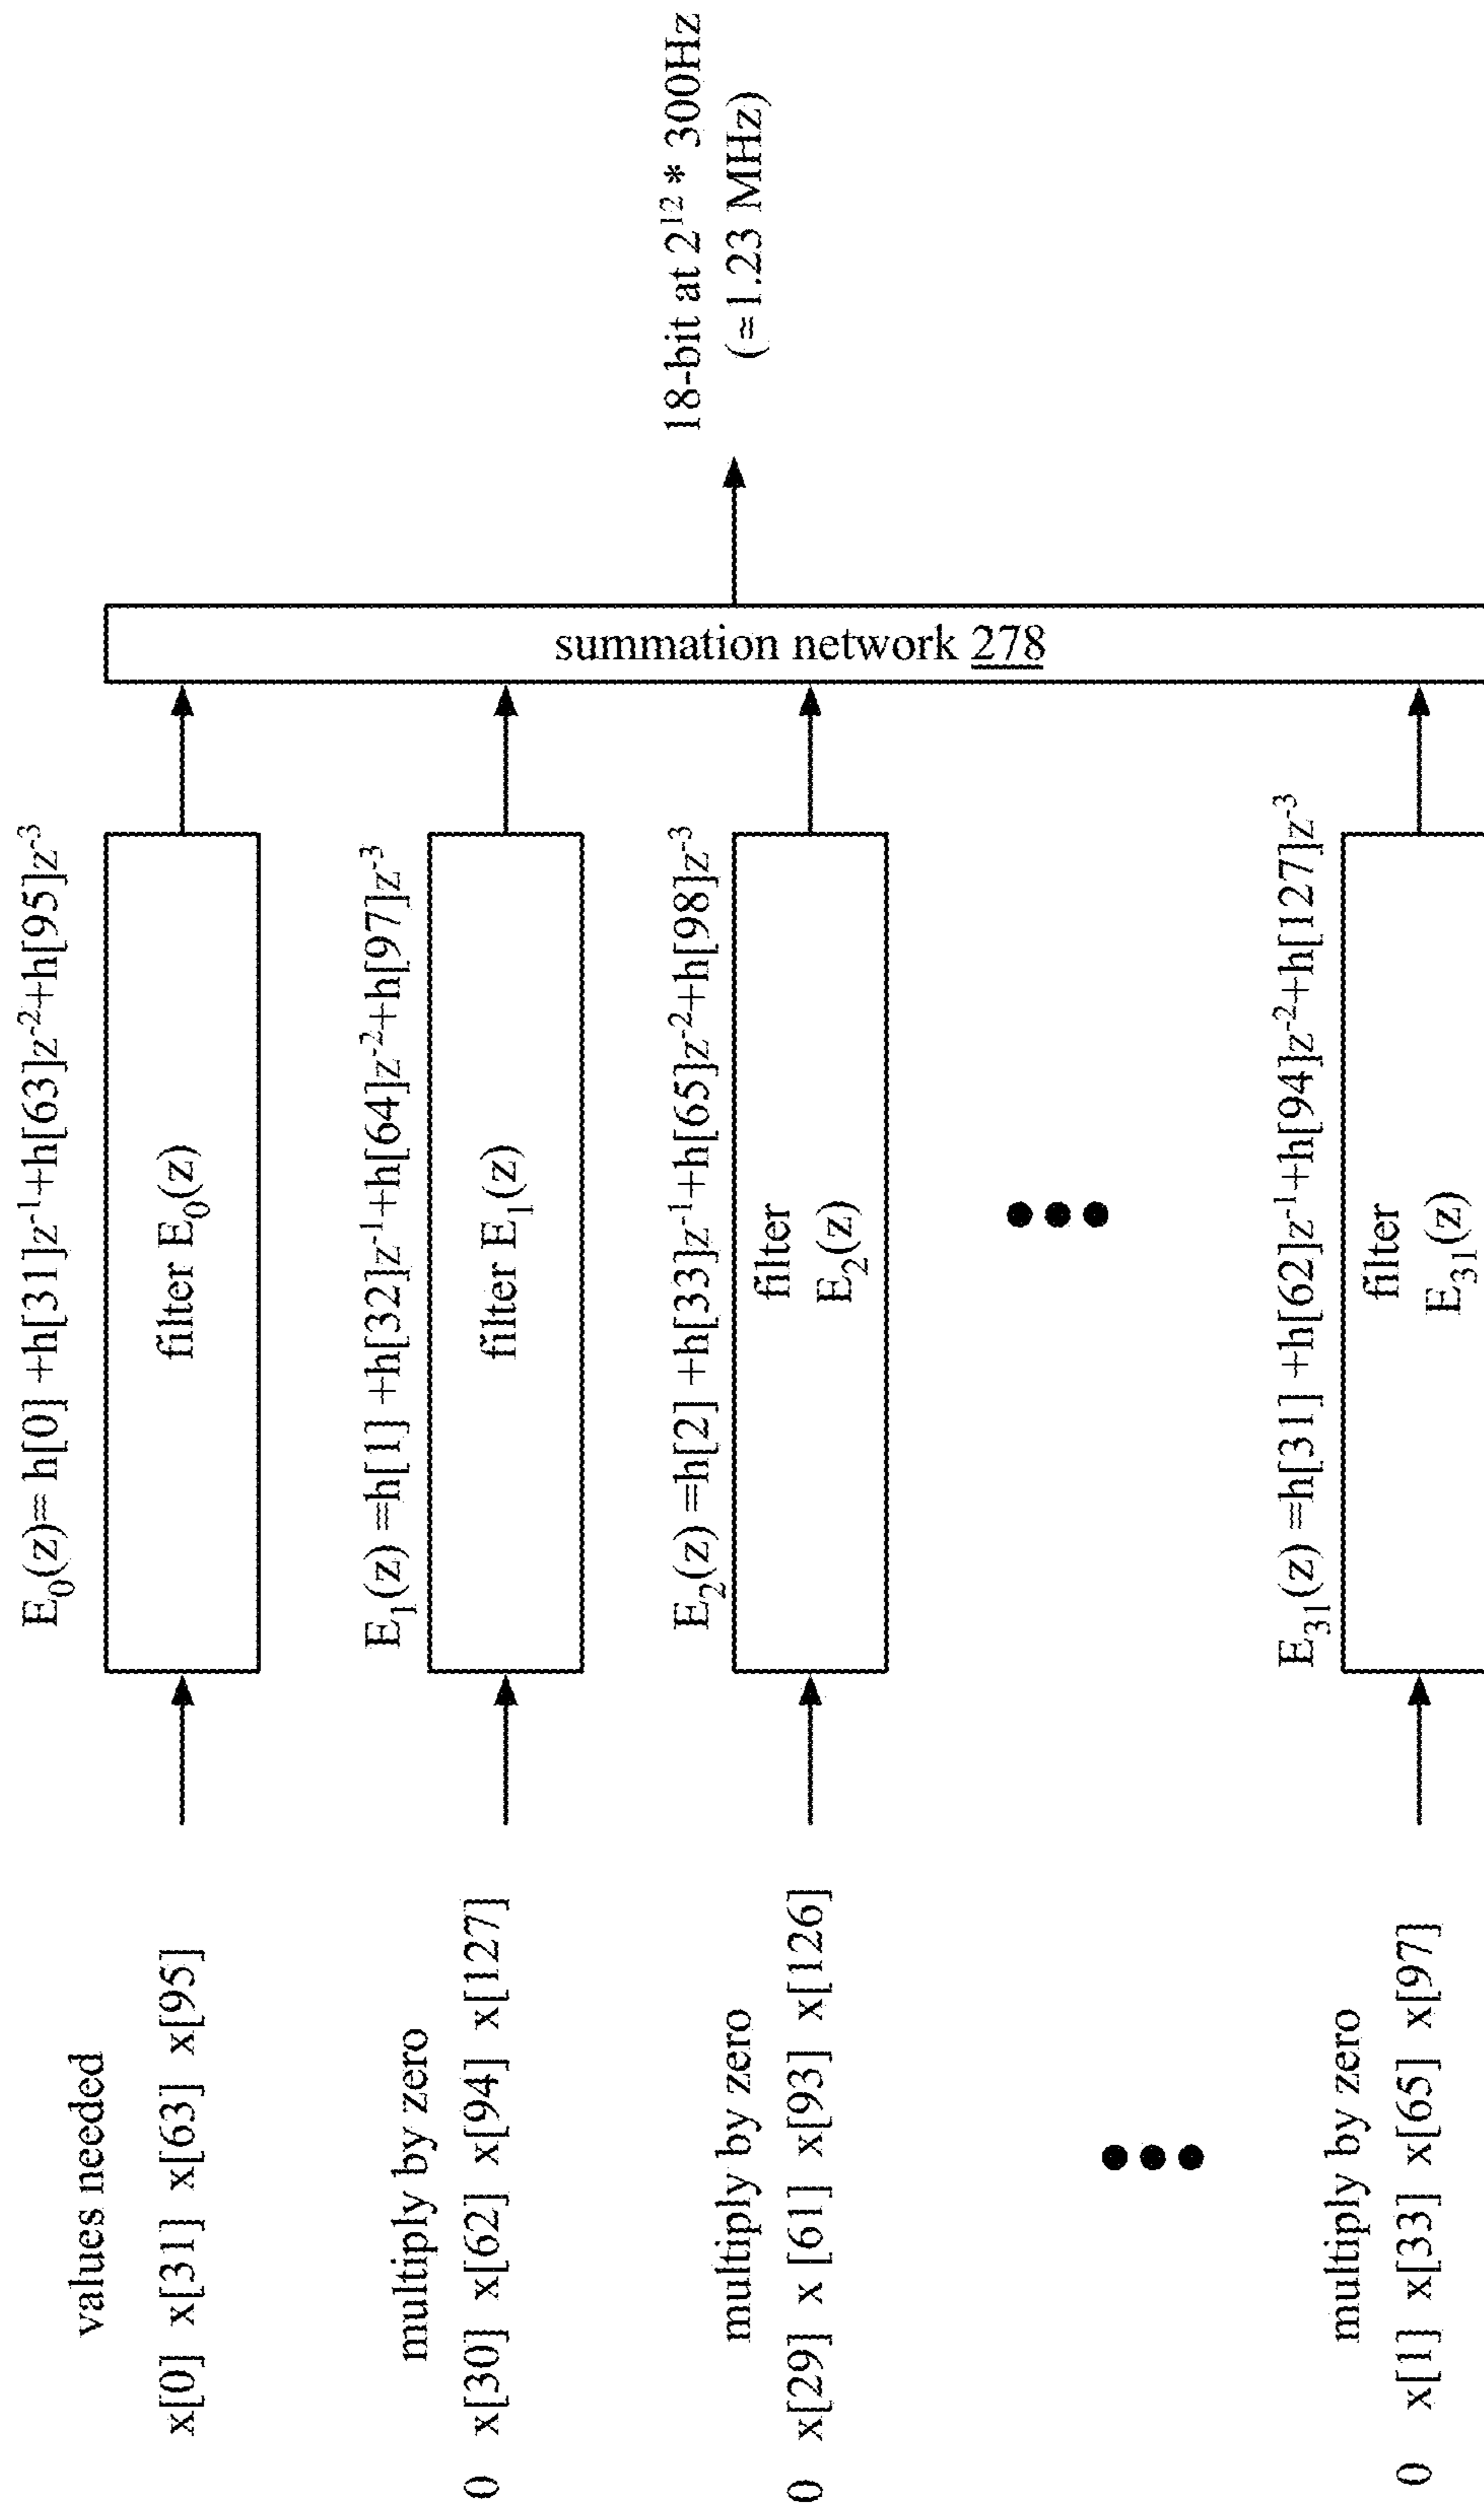 values needed
x[0] x[31] x[63] x[95]
E₀(z)= h[0] +h[31]z⁻¹+h[63]z⁻²+h[95]z⁻³
filter E₀(z)
multiply by zero
0 x[30] x[62] x[94] x[127]
E₁(z) =h[1] +h[32]z⁻¹+h[64]z⁻²+h[97]z⁻³
filter E₁(z)
multiply by zero
0 x[29] x [61] x[93] x[126]
E₂(z) =h[2] +h[33]z⁻¹+h[65]z⁻²+h[98]z⁻³
filter
E₂(z)
multiply by zero
0 x[1] x[33] x[65] x[97]
E₃₁(z) =h[31] +h[62]z⁻¹+h[94]z⁻²+h[127]z⁻³
filter
E₃₁(z)
summation network 278
18-bit at 2¹² * 300Hz
(≈1.23 MHz)